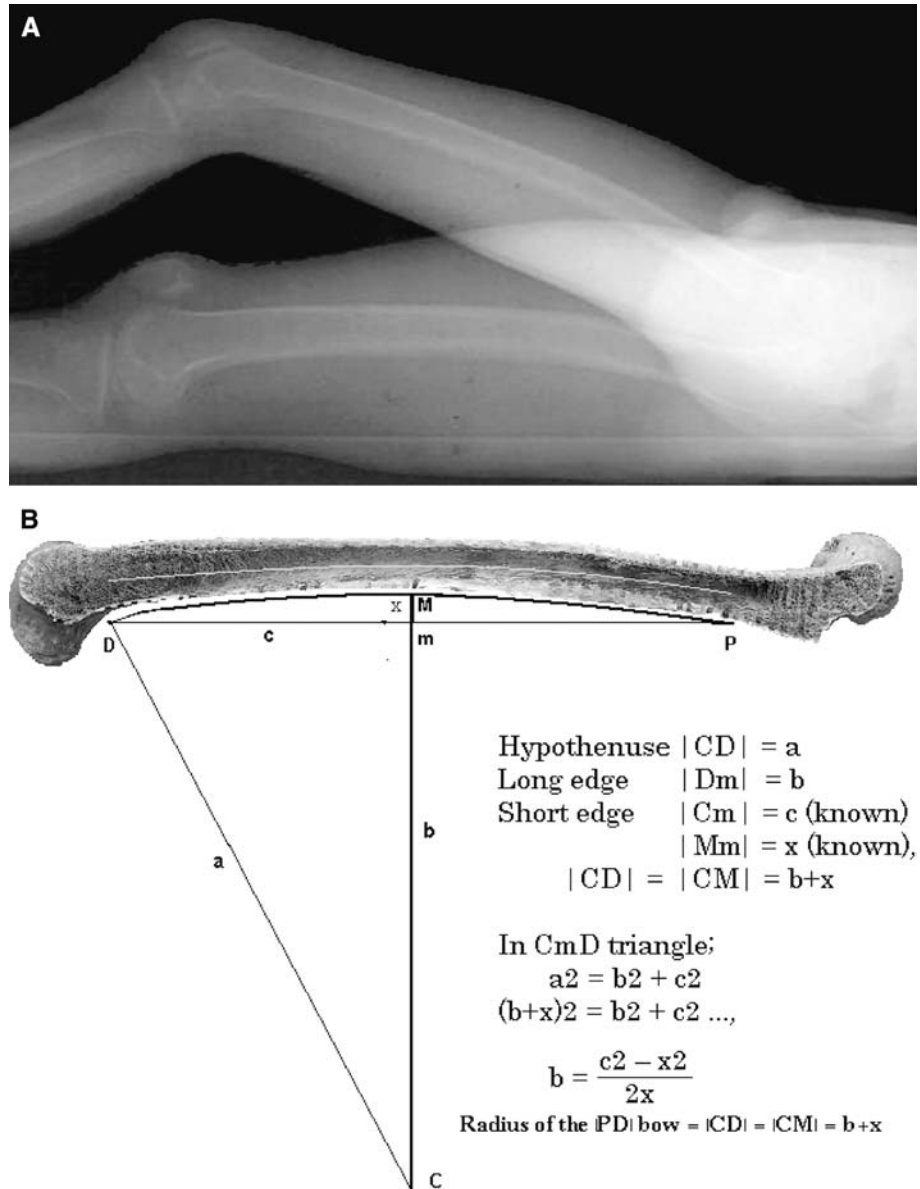 A
B
x M
D c m P
b
a
C
Hypothenuse |CD| = a
Long edge |Dm| = b
Short edge |Cm| = c (known)
|Mm| = x (known),
|CD| = |CM| = b+x
In CmD triangle;
a2 = b2 + c2
(b+x)2 = b2 + c2 ...,
b = c2 – x2
2x
Radius of the |PD| bow = |CD| = |CM| = b+x